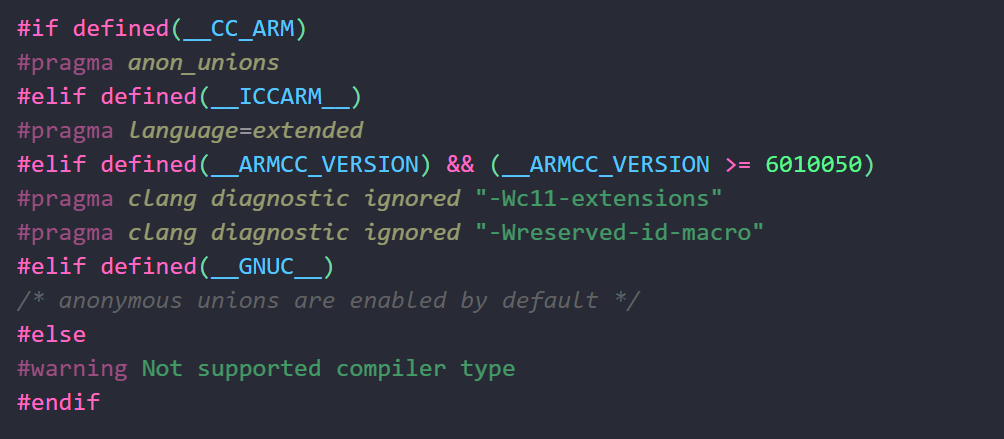 #if defined(__CC_ARM)
#pragma anon_unions
#elif defined(__ICCARM__)
#pragma language=extended
#elif defined(__ARMCC_VERSION) && (__ARMCC_VERSION >= 6010050)
#pragma clang diagnostic ignored "-Wc11-extensions"
#pragma clang diagnostic ignored "-Wreserved-id-macro"
#elif defined(__GNUC__)
/* anonymous unions are enabled by default */
#else
#warning Not supported compiler type
#endif